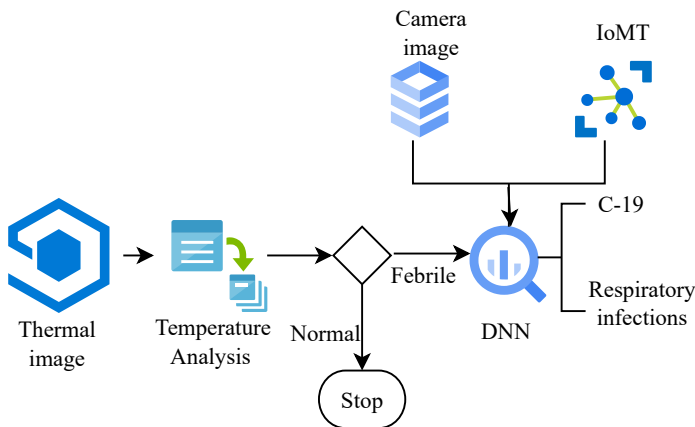 Camera
image
IoMT
C-19
Febrile
Respiratory
infections
Thermal
image
Temperature
Analysis
Normal
DNN
Stop